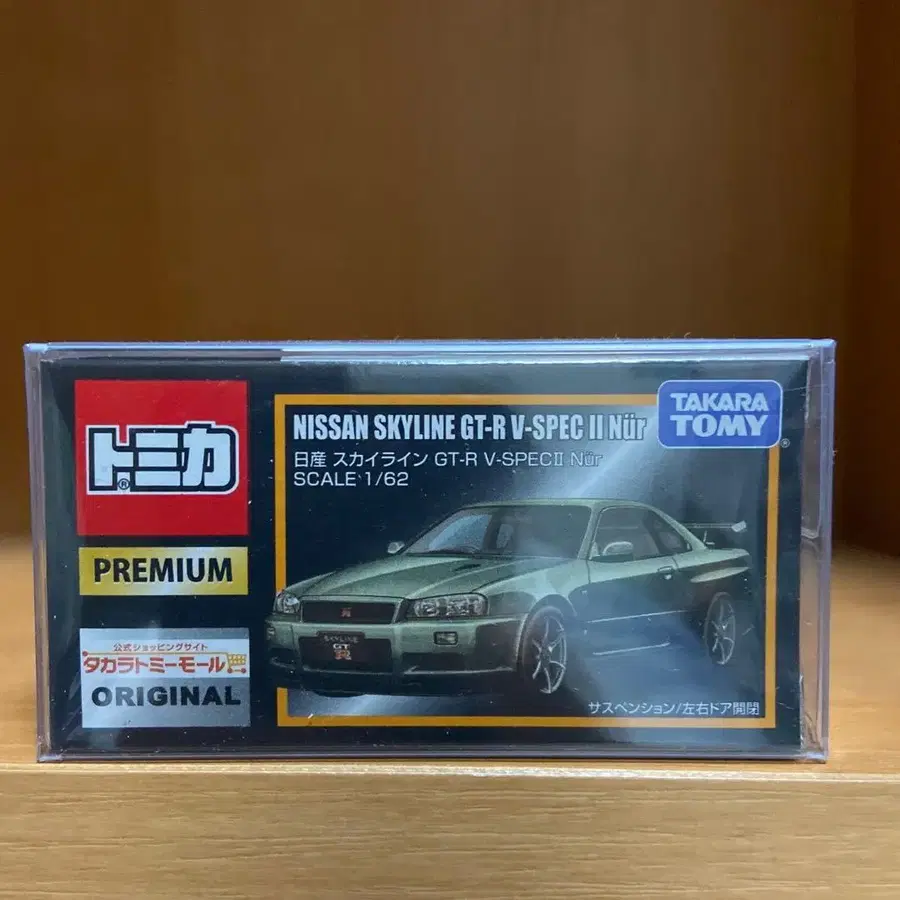 トミカ
®
PREMIUM
公式ショッピングサイト
タカラトミーモール
ORIGINAL
NISSAN SKYLINE GT-R V-SPEC II Nür
日産 スカイライン GT-R V-SPECⅡ Nür
SCALE 1/62
TAKARA
TOMY
®
SKYLINE
GT
R
サスペンション/左右ドア開閉